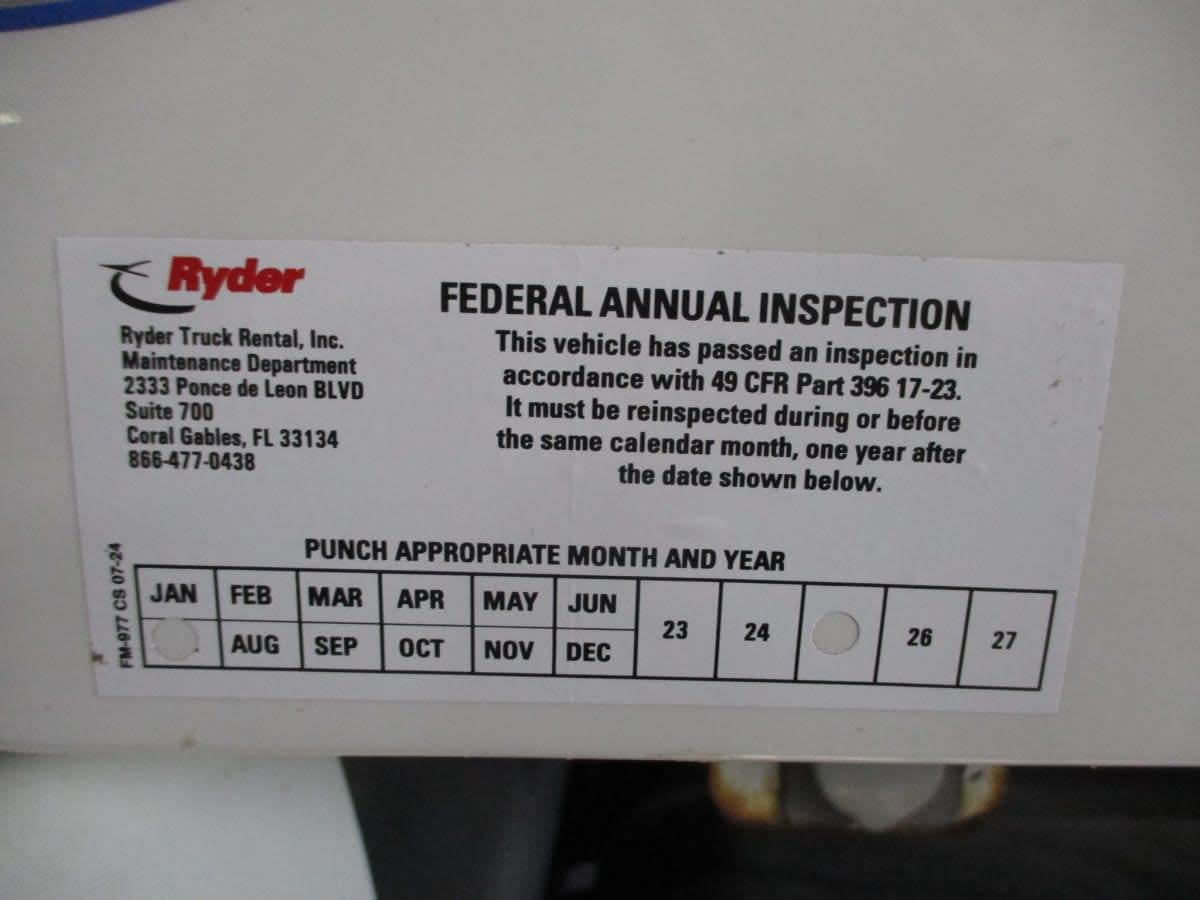 Ryder
Ryder Truck Rental, Inc.
Maintenance Department
2333 Ponce de Leon BLVD
Suite 700
Coral Gables, FL 33134
866-477-0438
FEDERAL ANNUAL INSPECTION
This vehicle has passed an inspection in
accordance with 49 CFR Part 396 17-23.
It must be reinspected during or before
the same calendar month, one year after
the date shown below.
FM-977 CS 07-24
PUNCH APPROPRIATE MONTH AND YEAR
JAN FEB MAR APR MAY JUN
AUG SEP OCT NOV DEC
23 24 26 27